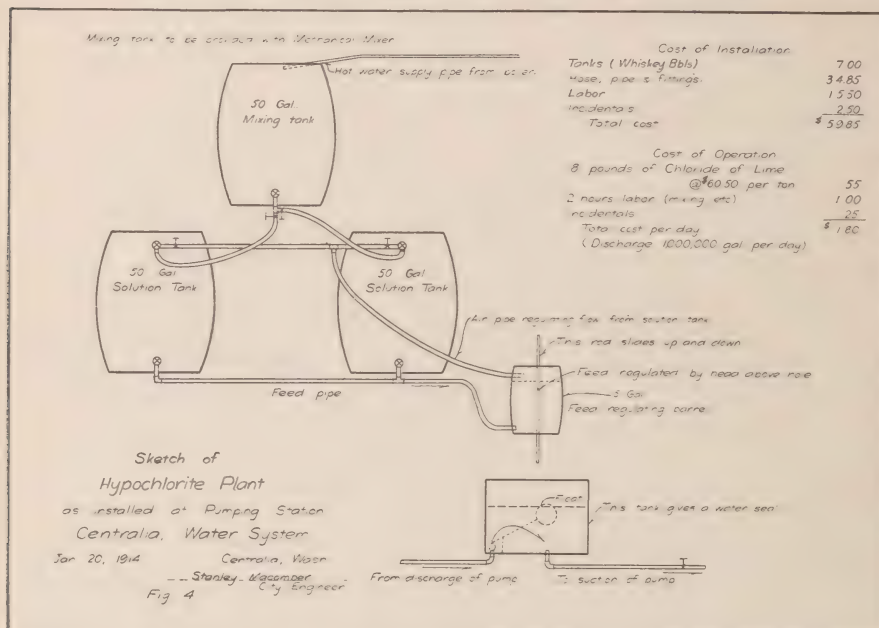 Mixing tank to be provided with Mechanical Mixer
Hot water supply pipe from boiler
50 Gal.
Mixing tank
Cost of Installation
Tanks (Whiskey Bbls) 7.00
Hose, pipe & fittings 34.85
Labor 15.50
Incidentals 2.50
Total cost $59.85
Cost of Operation
8 pounds of Chloride of Lime
@ $60.50 per ton 55
2 hours labor (mixing etc) 1.00
Incidentals 25
Total cost per day $1.80
(Discharge 1,000,000 gal per day)
50 Gal
Solution Tank
50 Gal
Solution Tank
Air pipe regulating flow from solution tank
This rod slides up and down
Feed regulated by head above hole
5 Gal
Feed regulating barrel
Feed pipe
Sketch of
Hypochlorite Plant
as installed at Pumping Station
Centralia, Water System
Jan 20, 1914 Centralia, Wash
Stanley Macomber
City Engineer
Fig 4
Float
This tank gives a water seal
From discharge of pump
To suction of pump